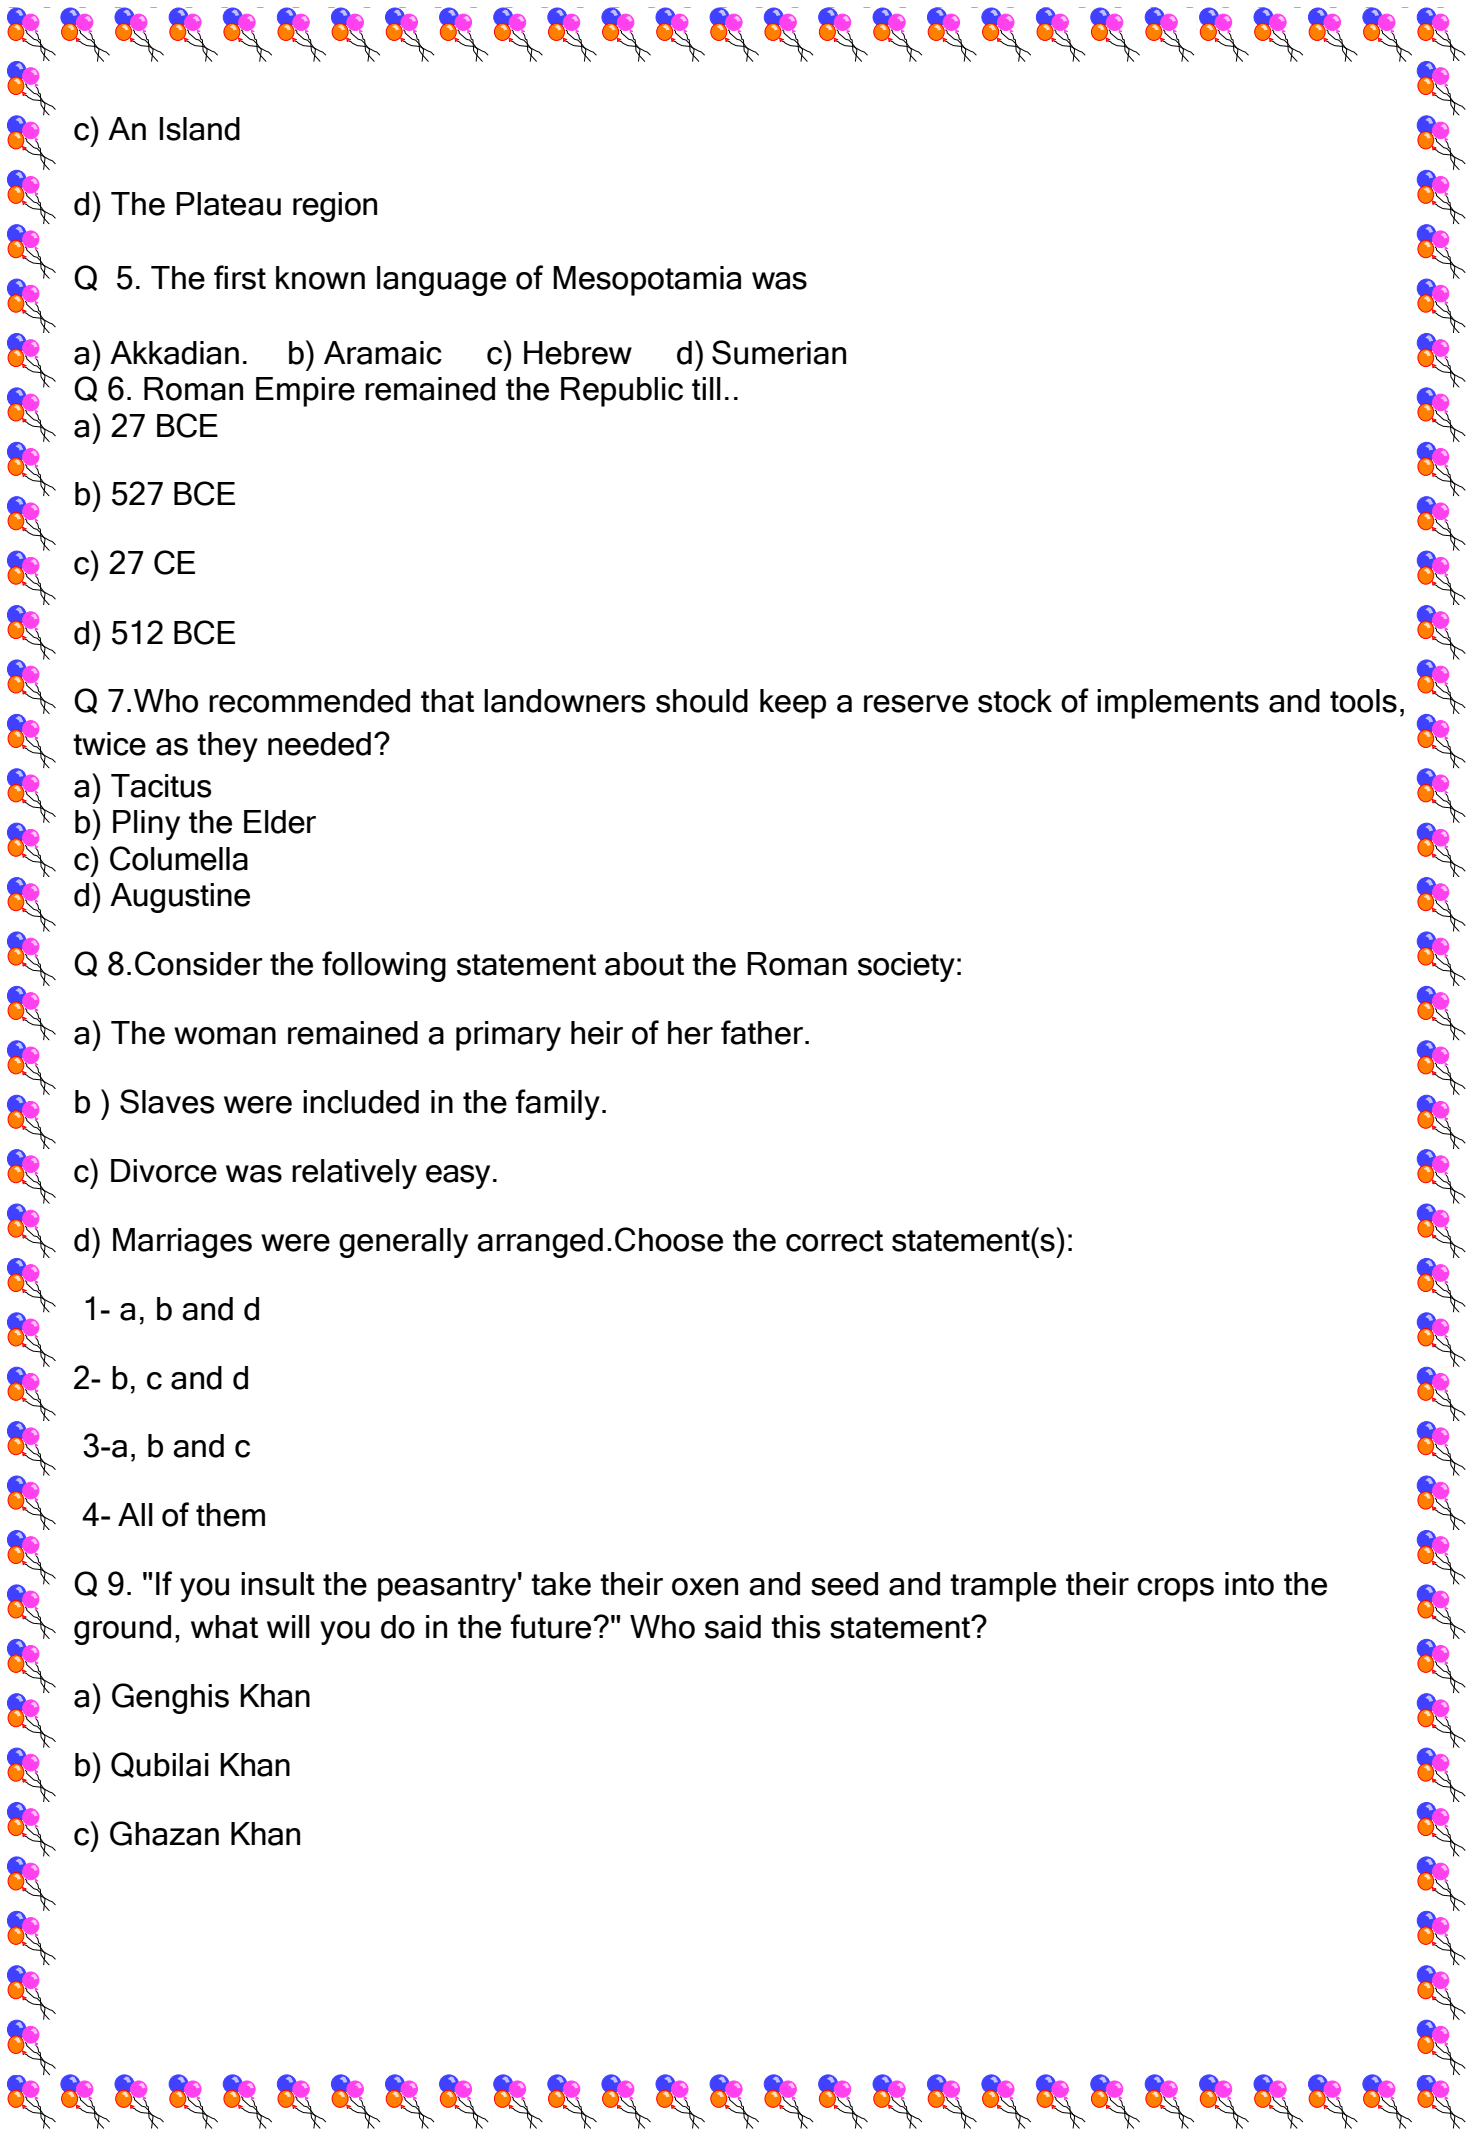 c) An Island
d) The Plateau region
Q  5. The first known language of Mesopotamia was
a) Akkadian.    b) Aramaic     c) Hebrew     d) Sumerian
Q 6. Roman Empire remained the Republic till..
a) 27 BCE
b) 527 BCE
c) 27 CE
d) 512 BCE
Q 7.Who recommended that landowners should keep a reserve stock of implements and tools,
twice as they needed?
a) Tacitus
b) Pliny the Elder
c) Columella
d) Augustine
Q 8.Consider the following statement about the Roman society:
a) The woman remained a primary heir of her father.
b ) Slaves were included in the family.
c) Divorce was relatively easy.
d) Marriages were generally arranged.Choose the correct statement(s):
1- a, b and d
2- b, c and d
3-a, b and c
4- All of them
Q 9. "If you insult the peasantry' take their oxen and seed and trample their crops into the
ground, what will you do in the future?" Who said this statement?
a) Genghis Khan
b) Qubilai Khan
c) Ghazan Khan